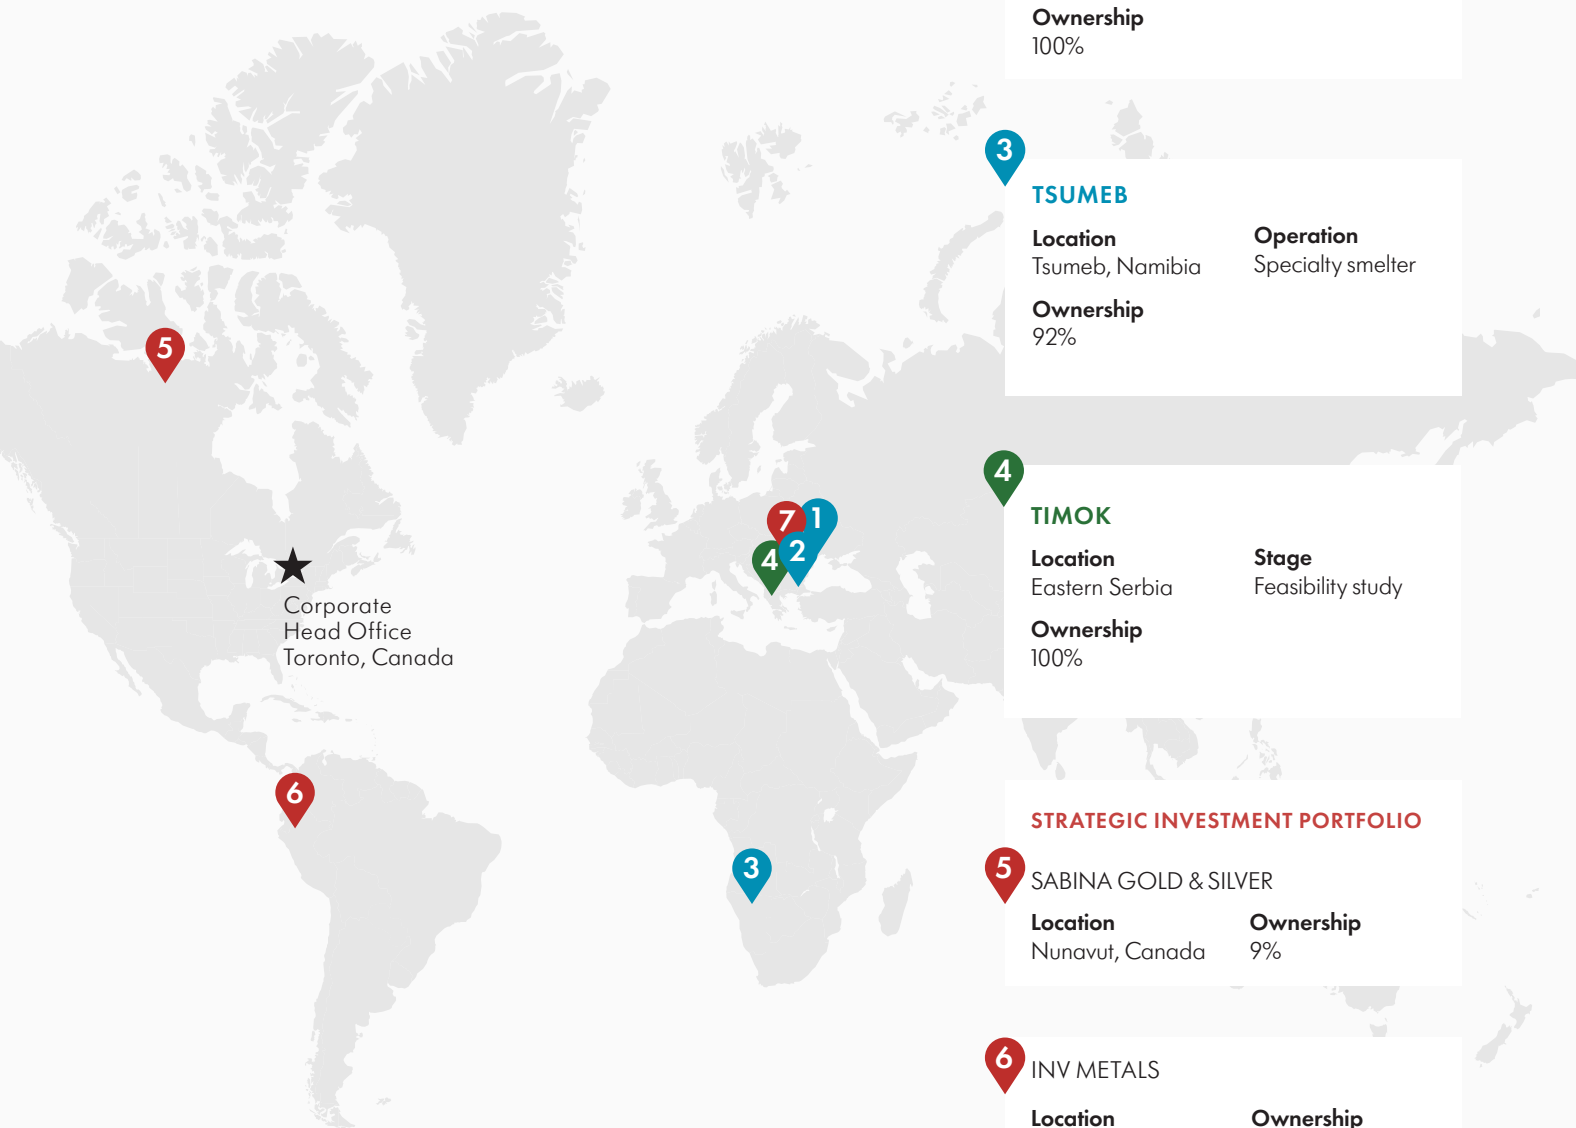 Ownership
100%
3
TSUMEB
Location
Tsumeb, Namibia
Operation
Specialty smelter
Ownership
92%
5
4
TIMOK
Location
Eastern Serbia
Stage
Feasibility study
Ownership
100%
7
1
4
2
Corporate
Head Office
Toronto, Canada
6
3
STRATEGIC INVESTMENT PORTFOLIO
5
SABINA GOLD & SILVER
Location
Nunavut, Canada
Ownership
9%
6
INV METALS
Location
Ownership